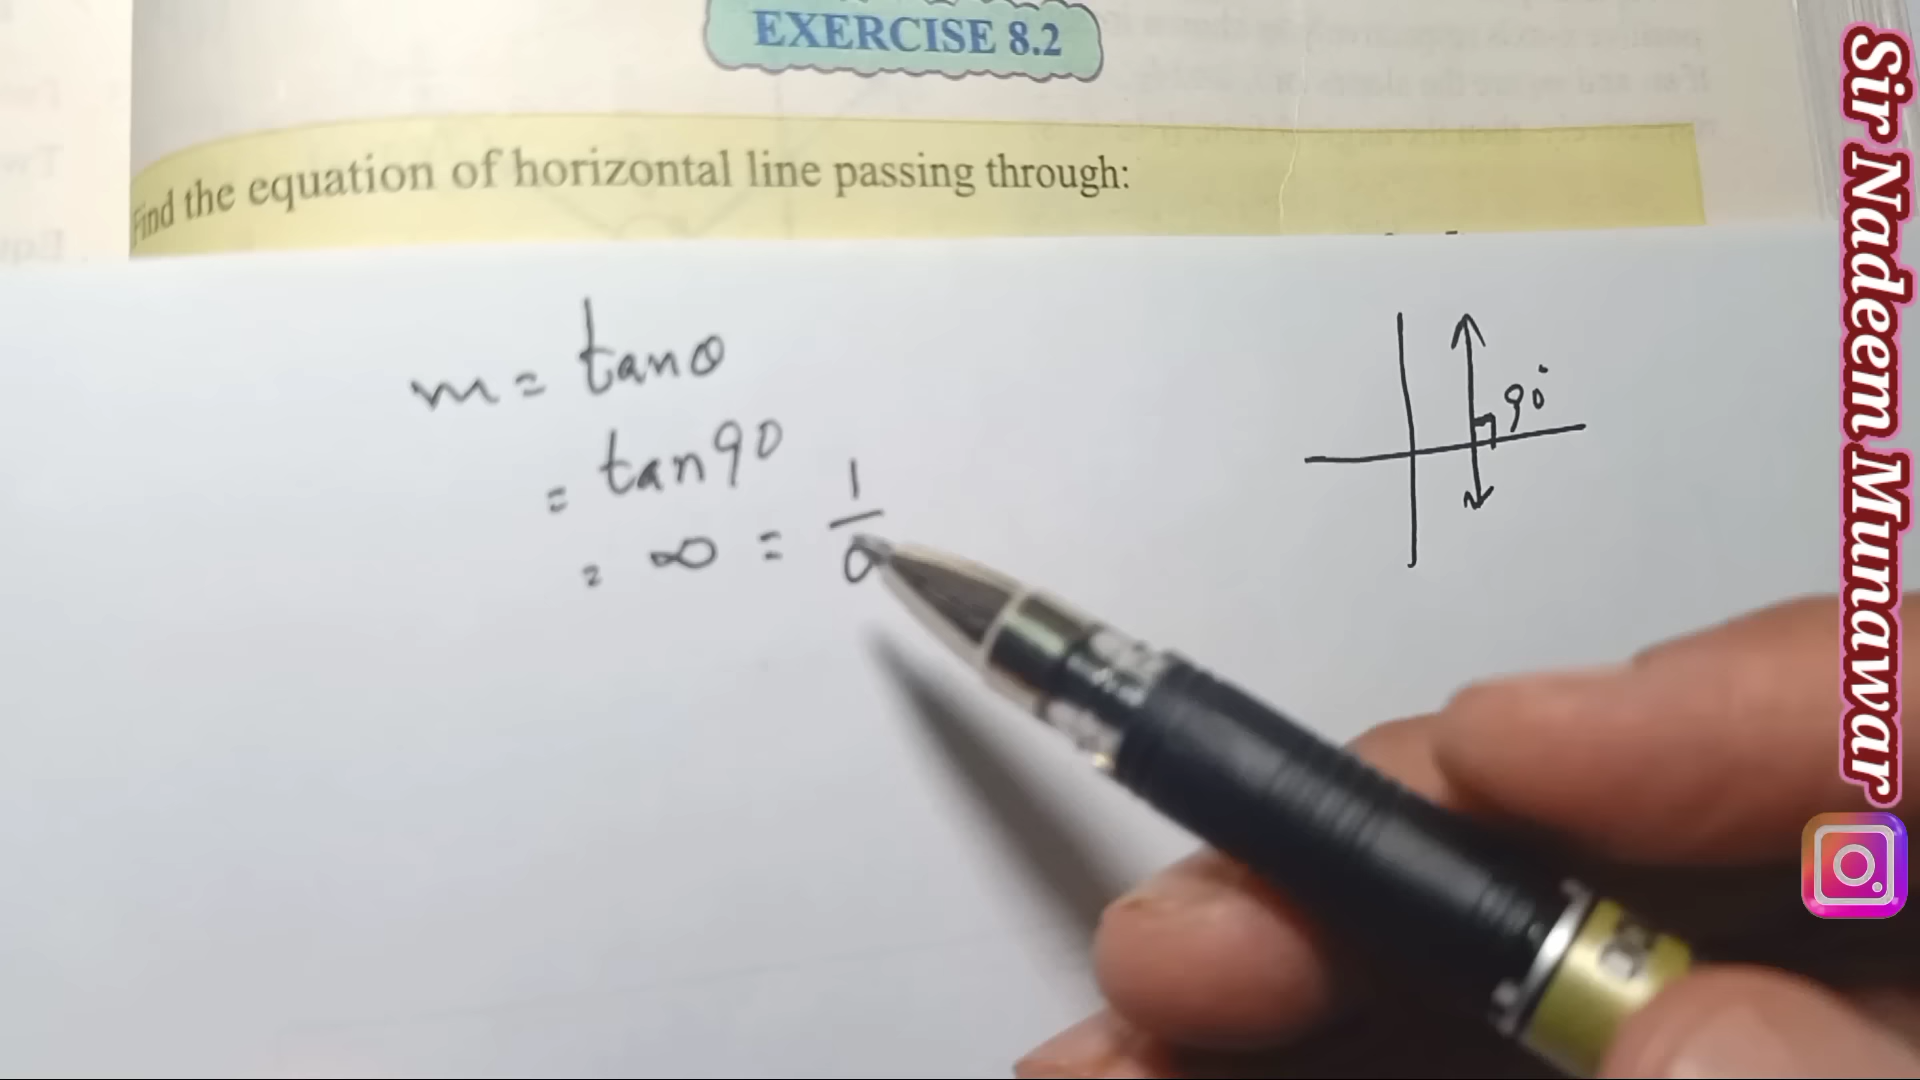 EXERCISE 8.2
Find the equation of horizontal line passing through:
m = tanθ
= tan90
= ∞ = 1/0
90°
Sir Nadeem Munawar